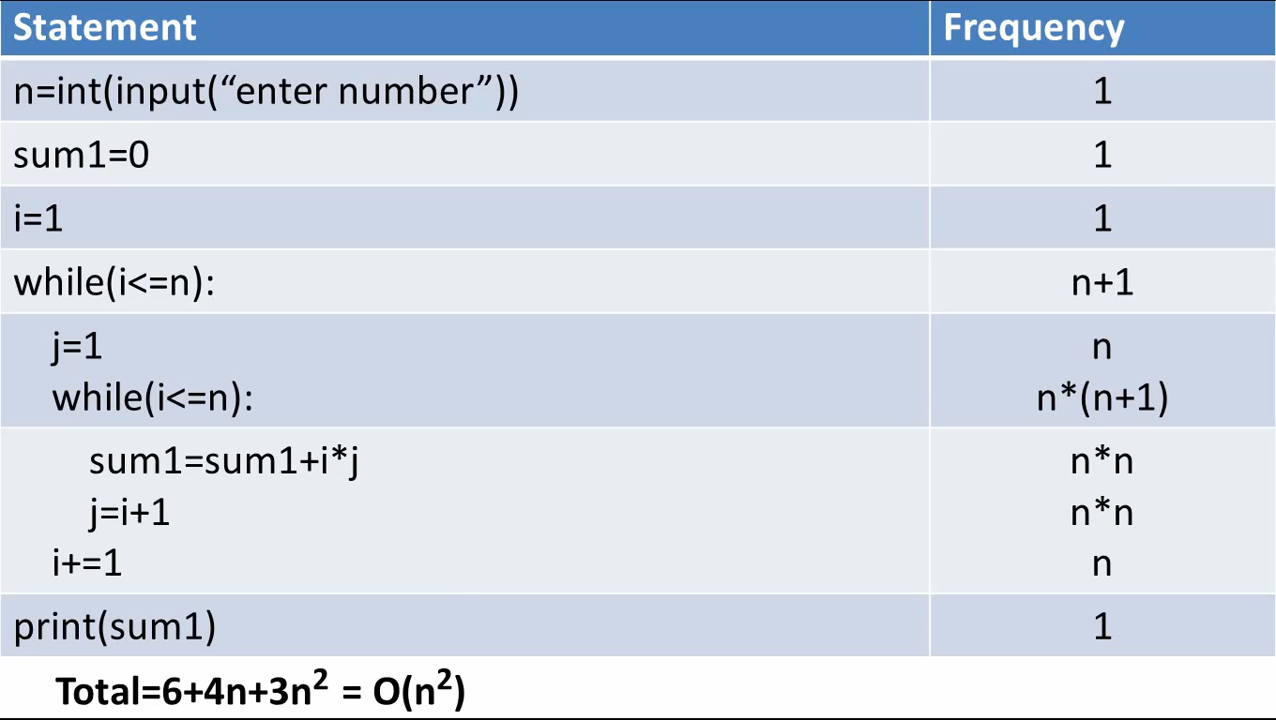 Statement Frequency
n=int(input(“enter number”)) 1
sum1=0 1
i=1 1
while(i<=n): n+1
j=1 n
while(i<=n): n*(n+1)
sum1=sum1+i*j n*n
j=i+1 n*n
i+=1 n
print(sum1) 1
Total=6+4n+3n² = O(n²)